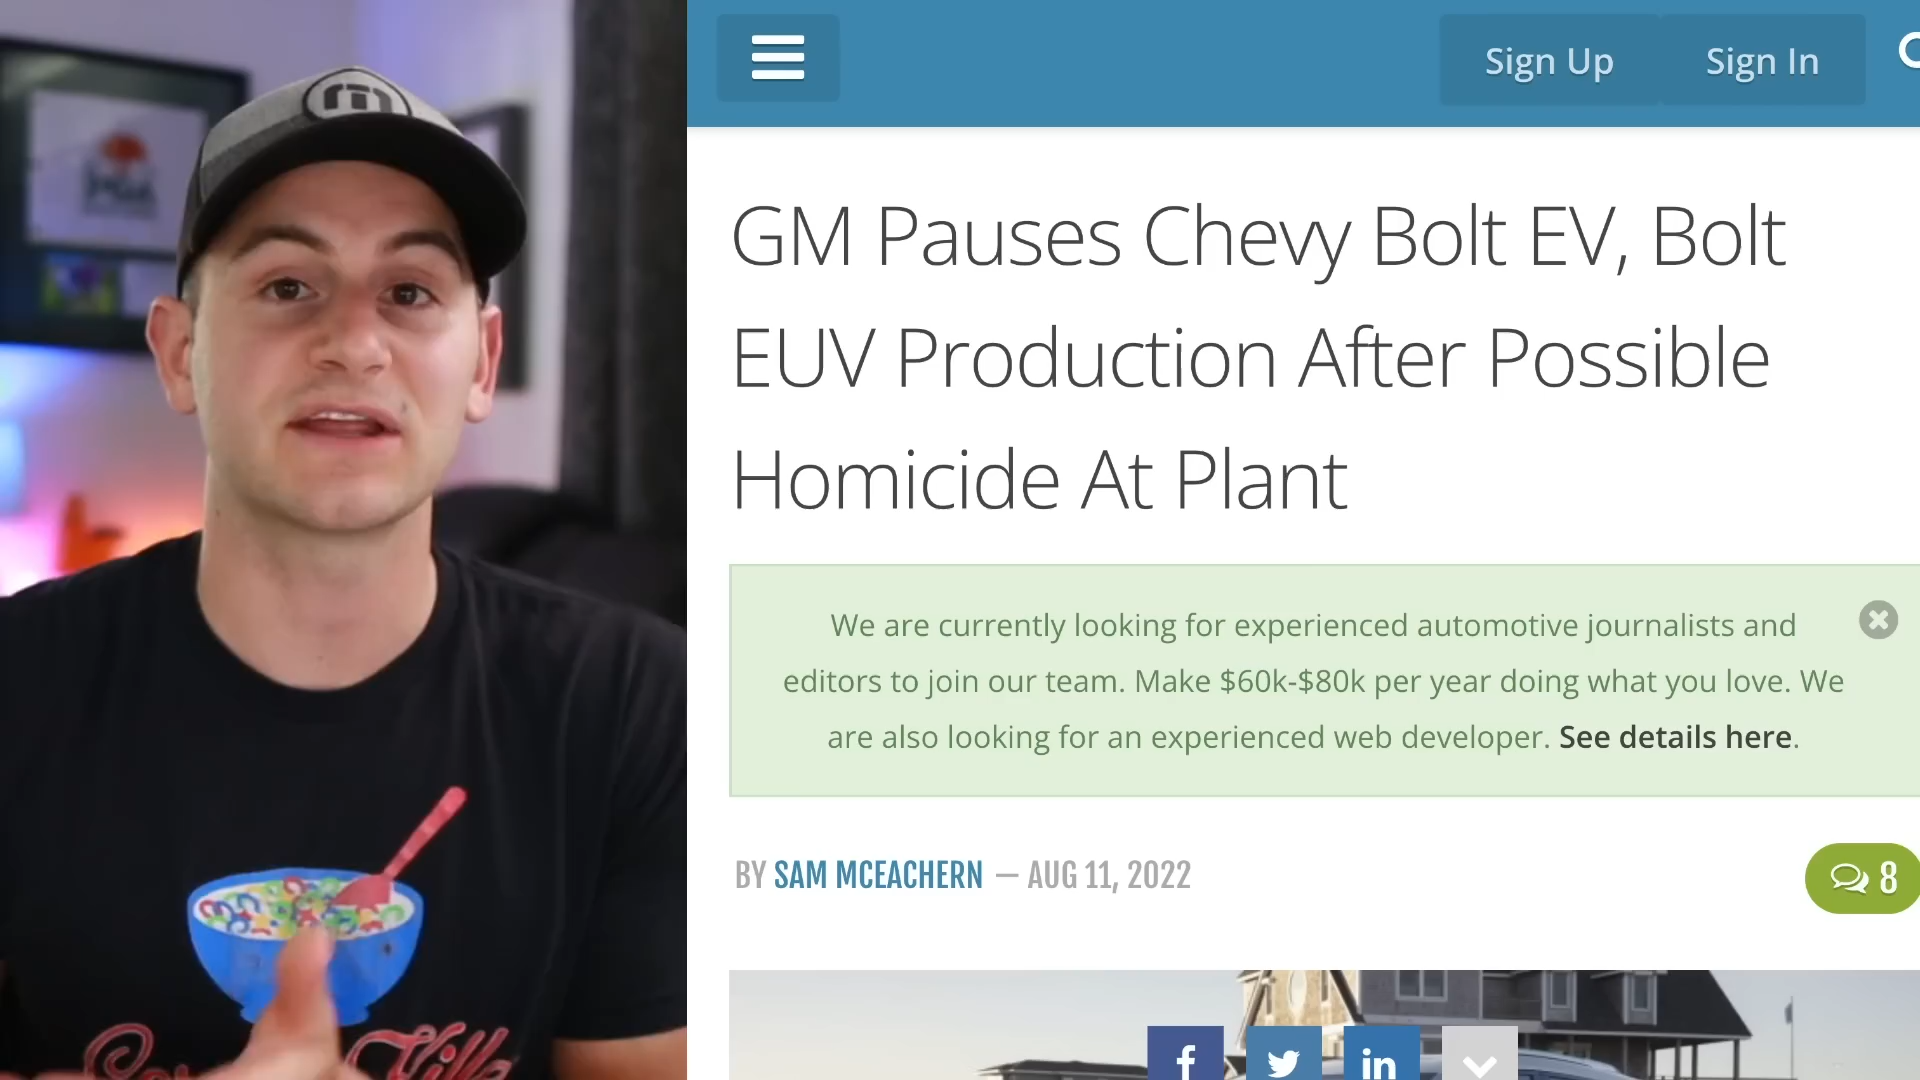 Sign Up Sign In
GM Pauses Chevy Bolt EV, Bolt
EUV Production After Possible
Homicide At Plant
We are currently looking for experienced automotive journalists and
editors to join our team. Make $60k-$80k per year doing what you love. We
are also looking for an experienced web developer. See details here.
BY SAM MCEACHERN — AUG 11, 2022
8
PGA